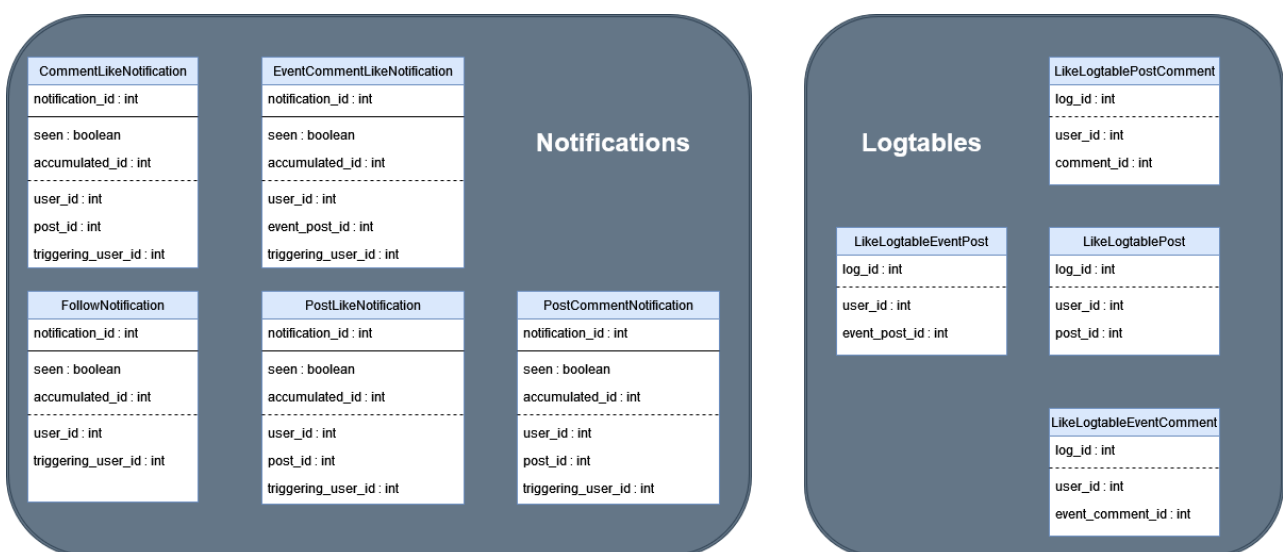 CommentLikeNotification
notification_id : int
seen : boolean
accumulated_id : int
user_id : int
post_id : int
triggering_user_id : int
EventCommentLikeNotification
notification_id : int
seen : boolean
accumulated_id : int
user_id : int
event_post_id : int
triggering_user_id : int
Notifications
FollowNotification
notification_id : int
seen : boolean
accumulated_id : int
user_id : int
triggering_user_id : int
PostLikeNotification
notification_id : int
seen : boolean
accumulated_id : int
user_id : int
post_id : int
triggering_user_id : int
PostCommentNotification
notification_id : int
seen : boolean
accumulated_id : int
user_id : int
post_id : int
triggering_user_id : int
Logtables
LikeLogtablePostComment
log_id : int
user_id : int
comment_id : int
LikeLogtableEventPost
log_id : int
user_id : int
event_post_id : int
LikeLogtablePost
log_id : int
user_id : int
post_id : int
LikeLogtableEventComment
log_id : int
user_id : int
event_comment_id : int